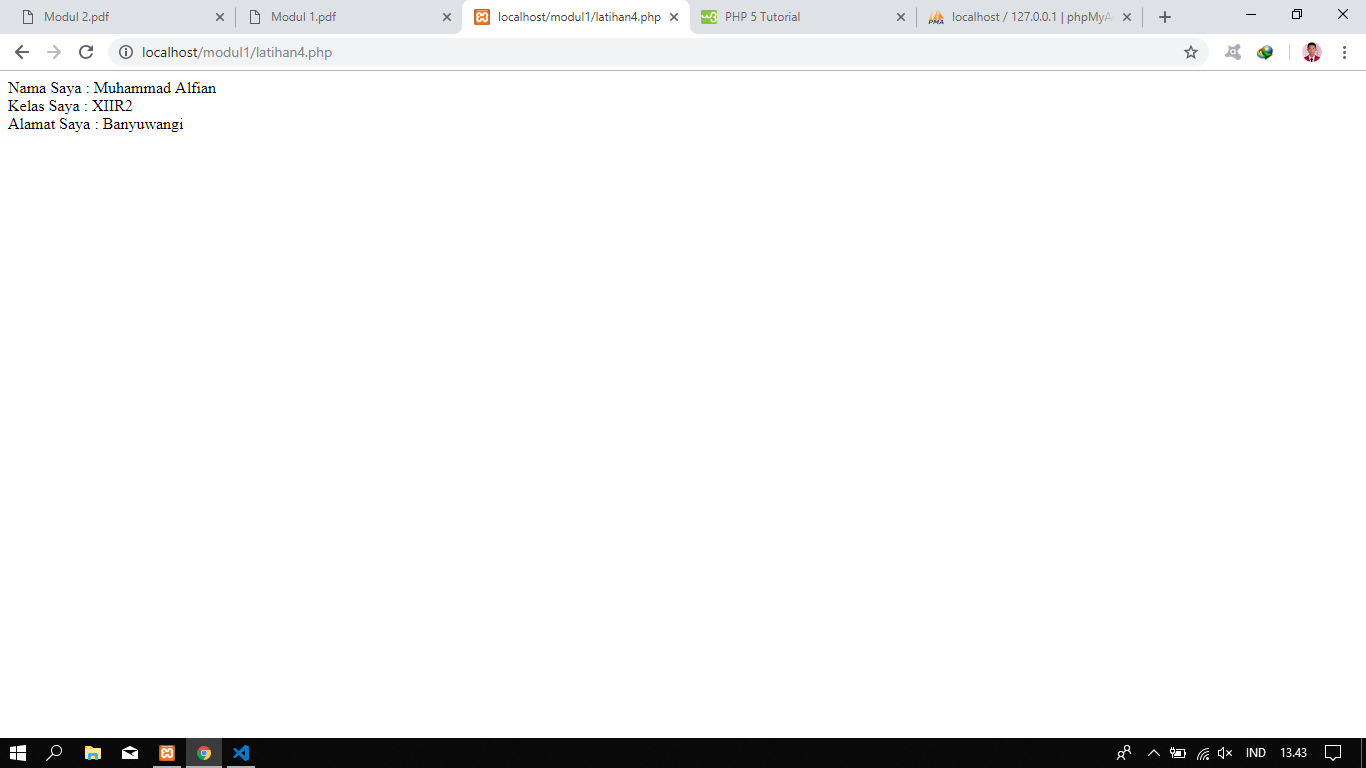 Modul 2.pdf
Modul 1.pdf
localhost/modul1/latihan4.php
PHP 5 Tutorial
localhost / 127.0.0.1 | phpMyA
localhost/modul1/latihan4.php
Nama Saya : Muhammad Alfian
Kelas Saya : XIIR2
Alamat Saya : Banyuwangi
IND
13.43